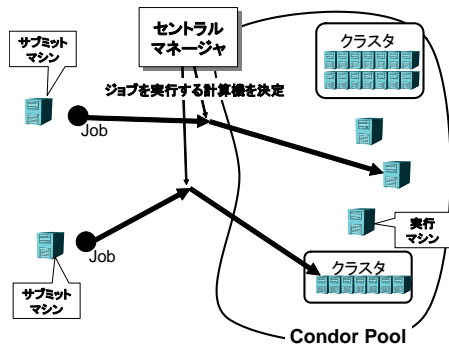 サブミット
マシン
セントラル
マネージャ
クラスタ
ジョブを実行する計算機を決定
Job
実行
マシン
Job
クラスタ
サブミット
マシン
Condor Pool